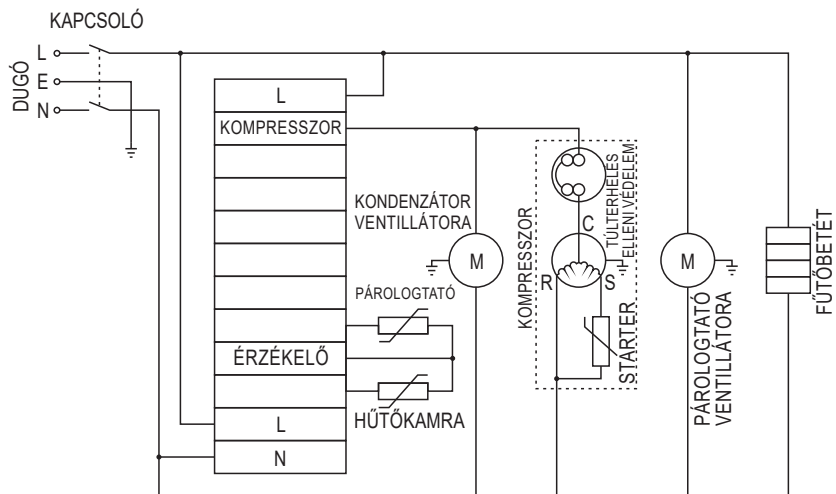 KAPCSOLÓ
DUGÓ
L
E
N
L
KOMPRESSZOR
ÉRZÉKELŐ
L
N
KONDENZÁTOR
VENTILLÁTORA
M
PÁROLOGTATÓ
HŰTŐKAMRA
KOMPRESSZOR
TÚLTERHELÉS
ELLENI VÉDELEM
C
R
S
STARTER
M
PÁROLOGTATÓ
VENTILLÁTORA
FŰTŐBETÉT